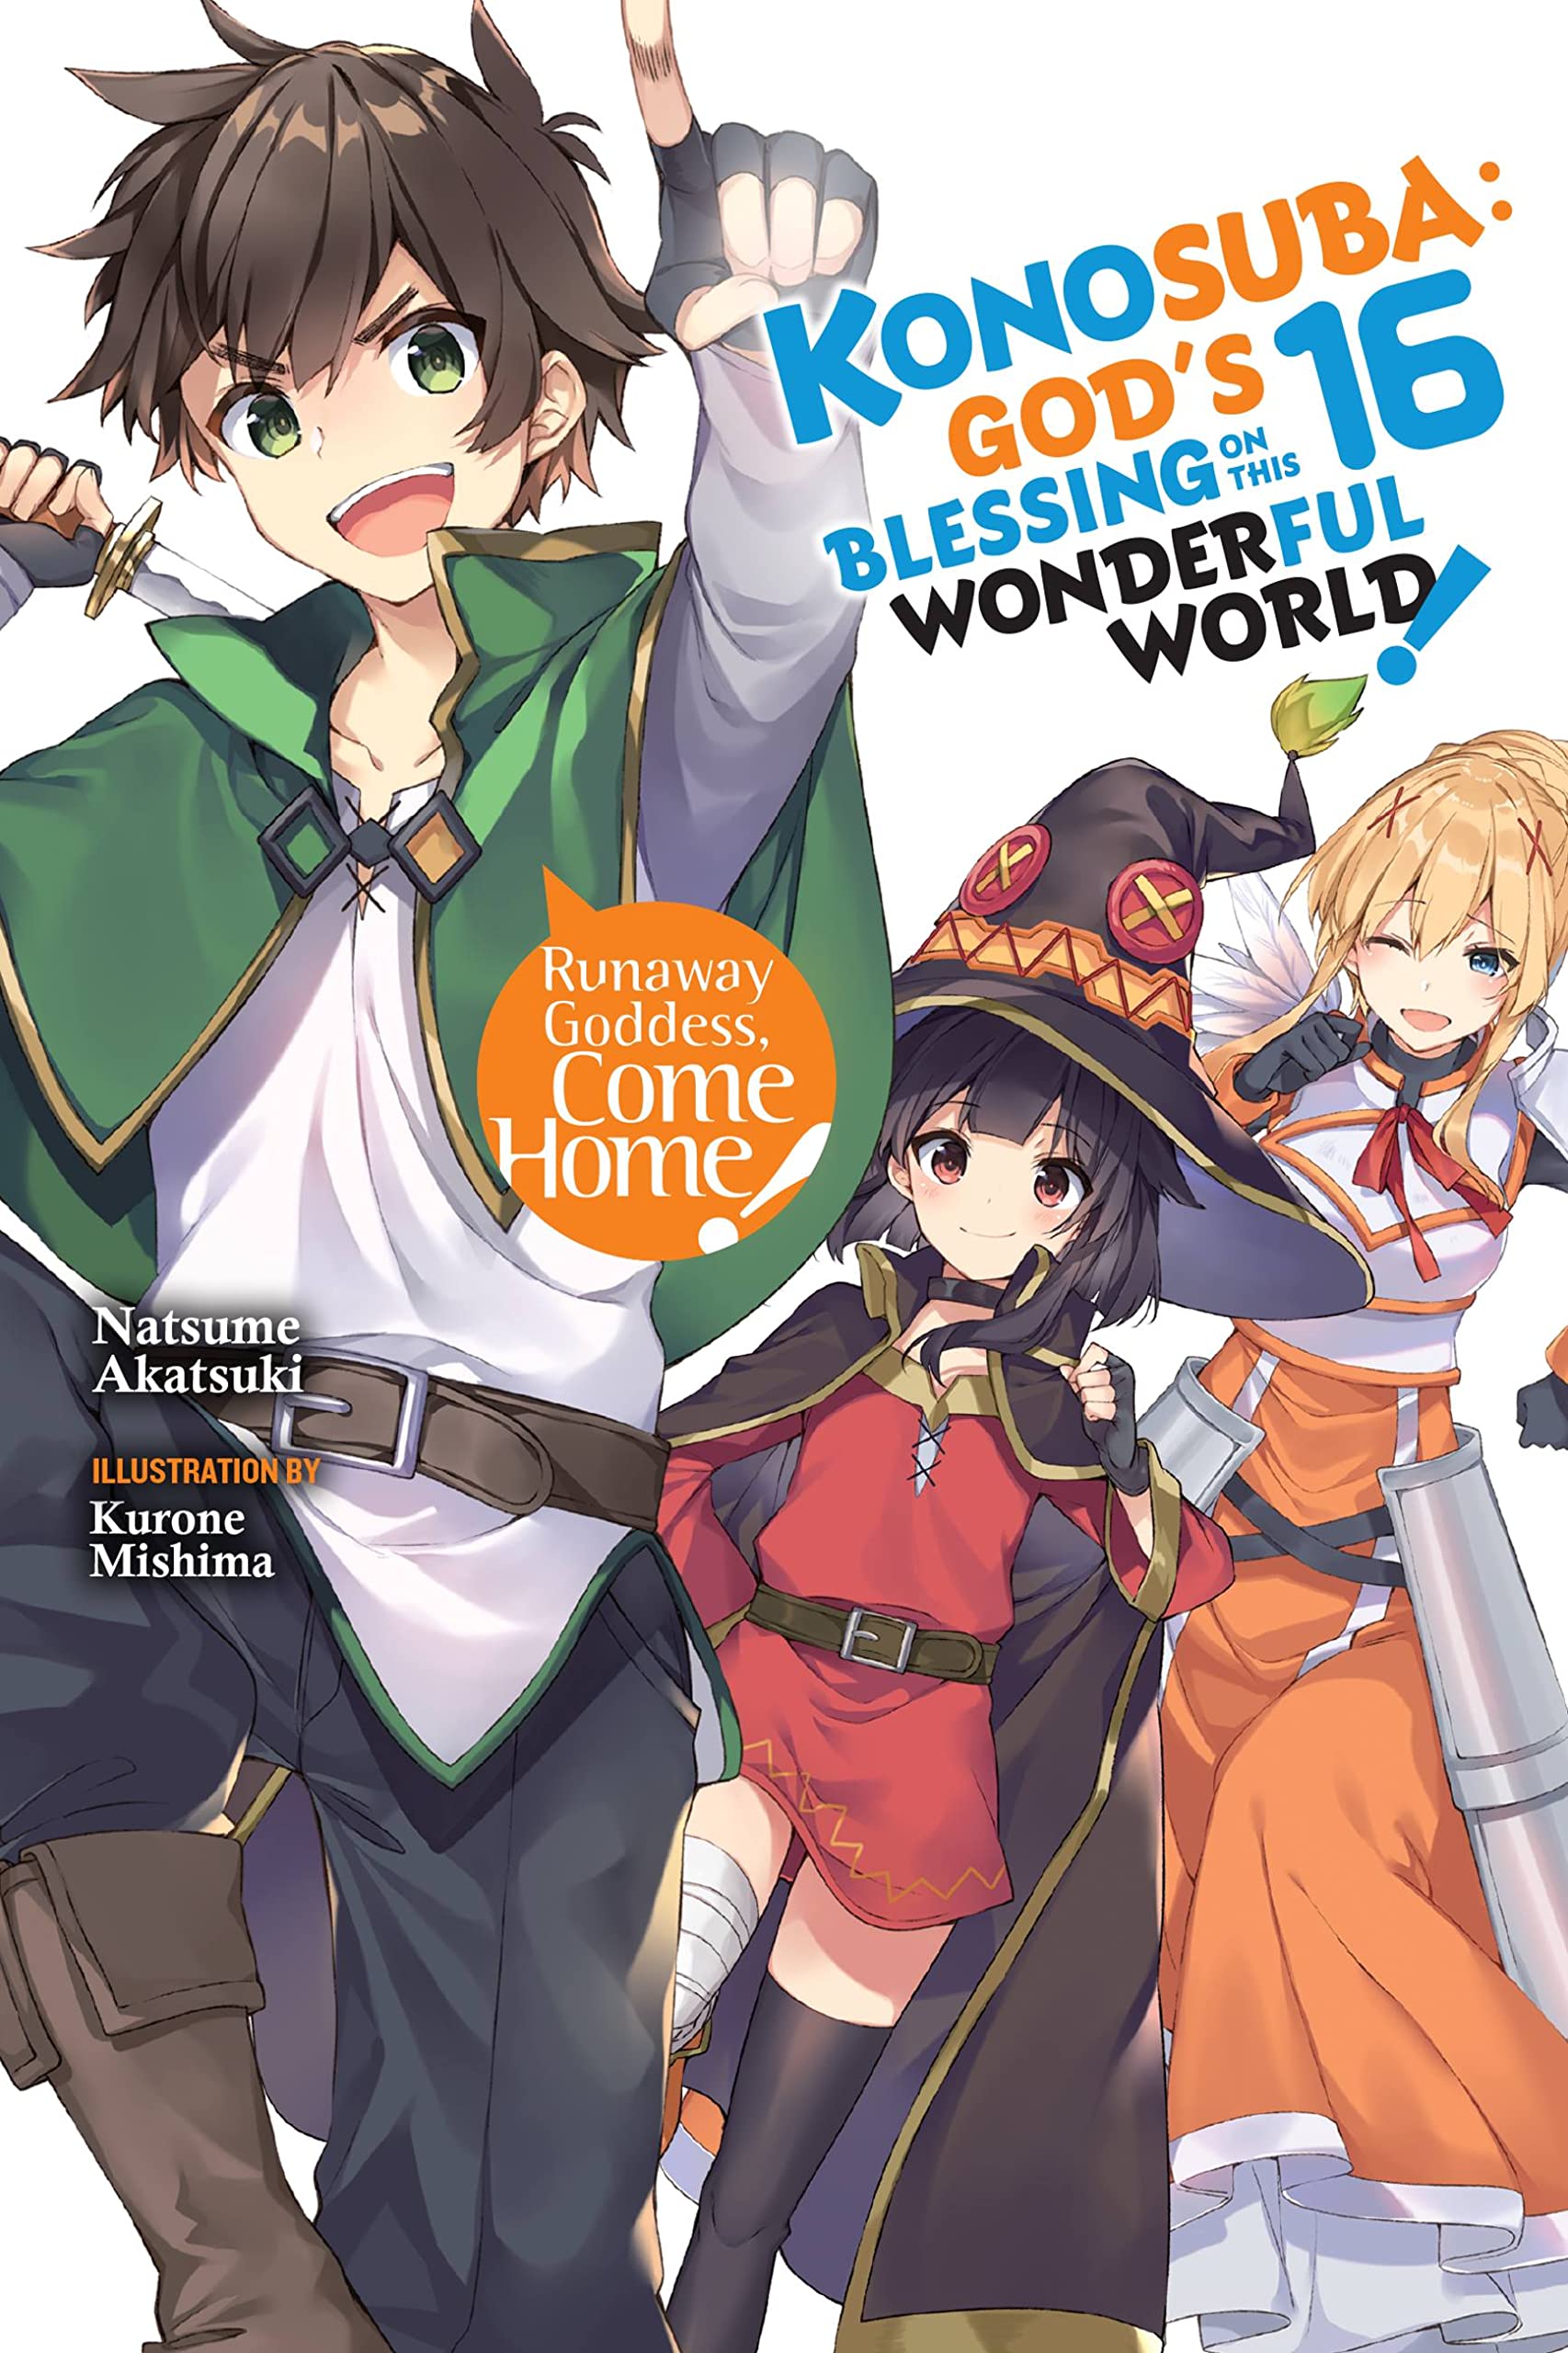 KONOSUBA:
GOD'S 16
BLESSING ON THIS
WONDERFUL
WORLD!
Runaway
Goddess,
Come
Home!
Natsume
Akatsuki
ILLUSTRATION BY
Kurone
Mishima